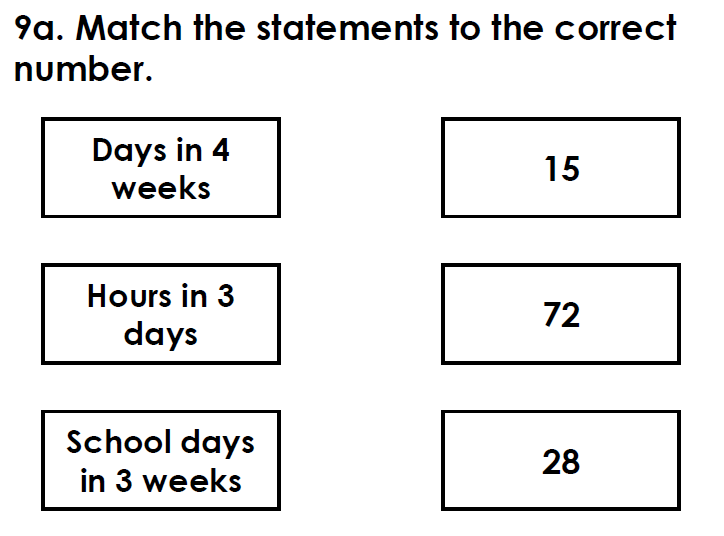 9a. Match the statements to the correct
number.
Days in 4
weeks
15
Hours in 3
days
72
School days
in 3 weeks
28